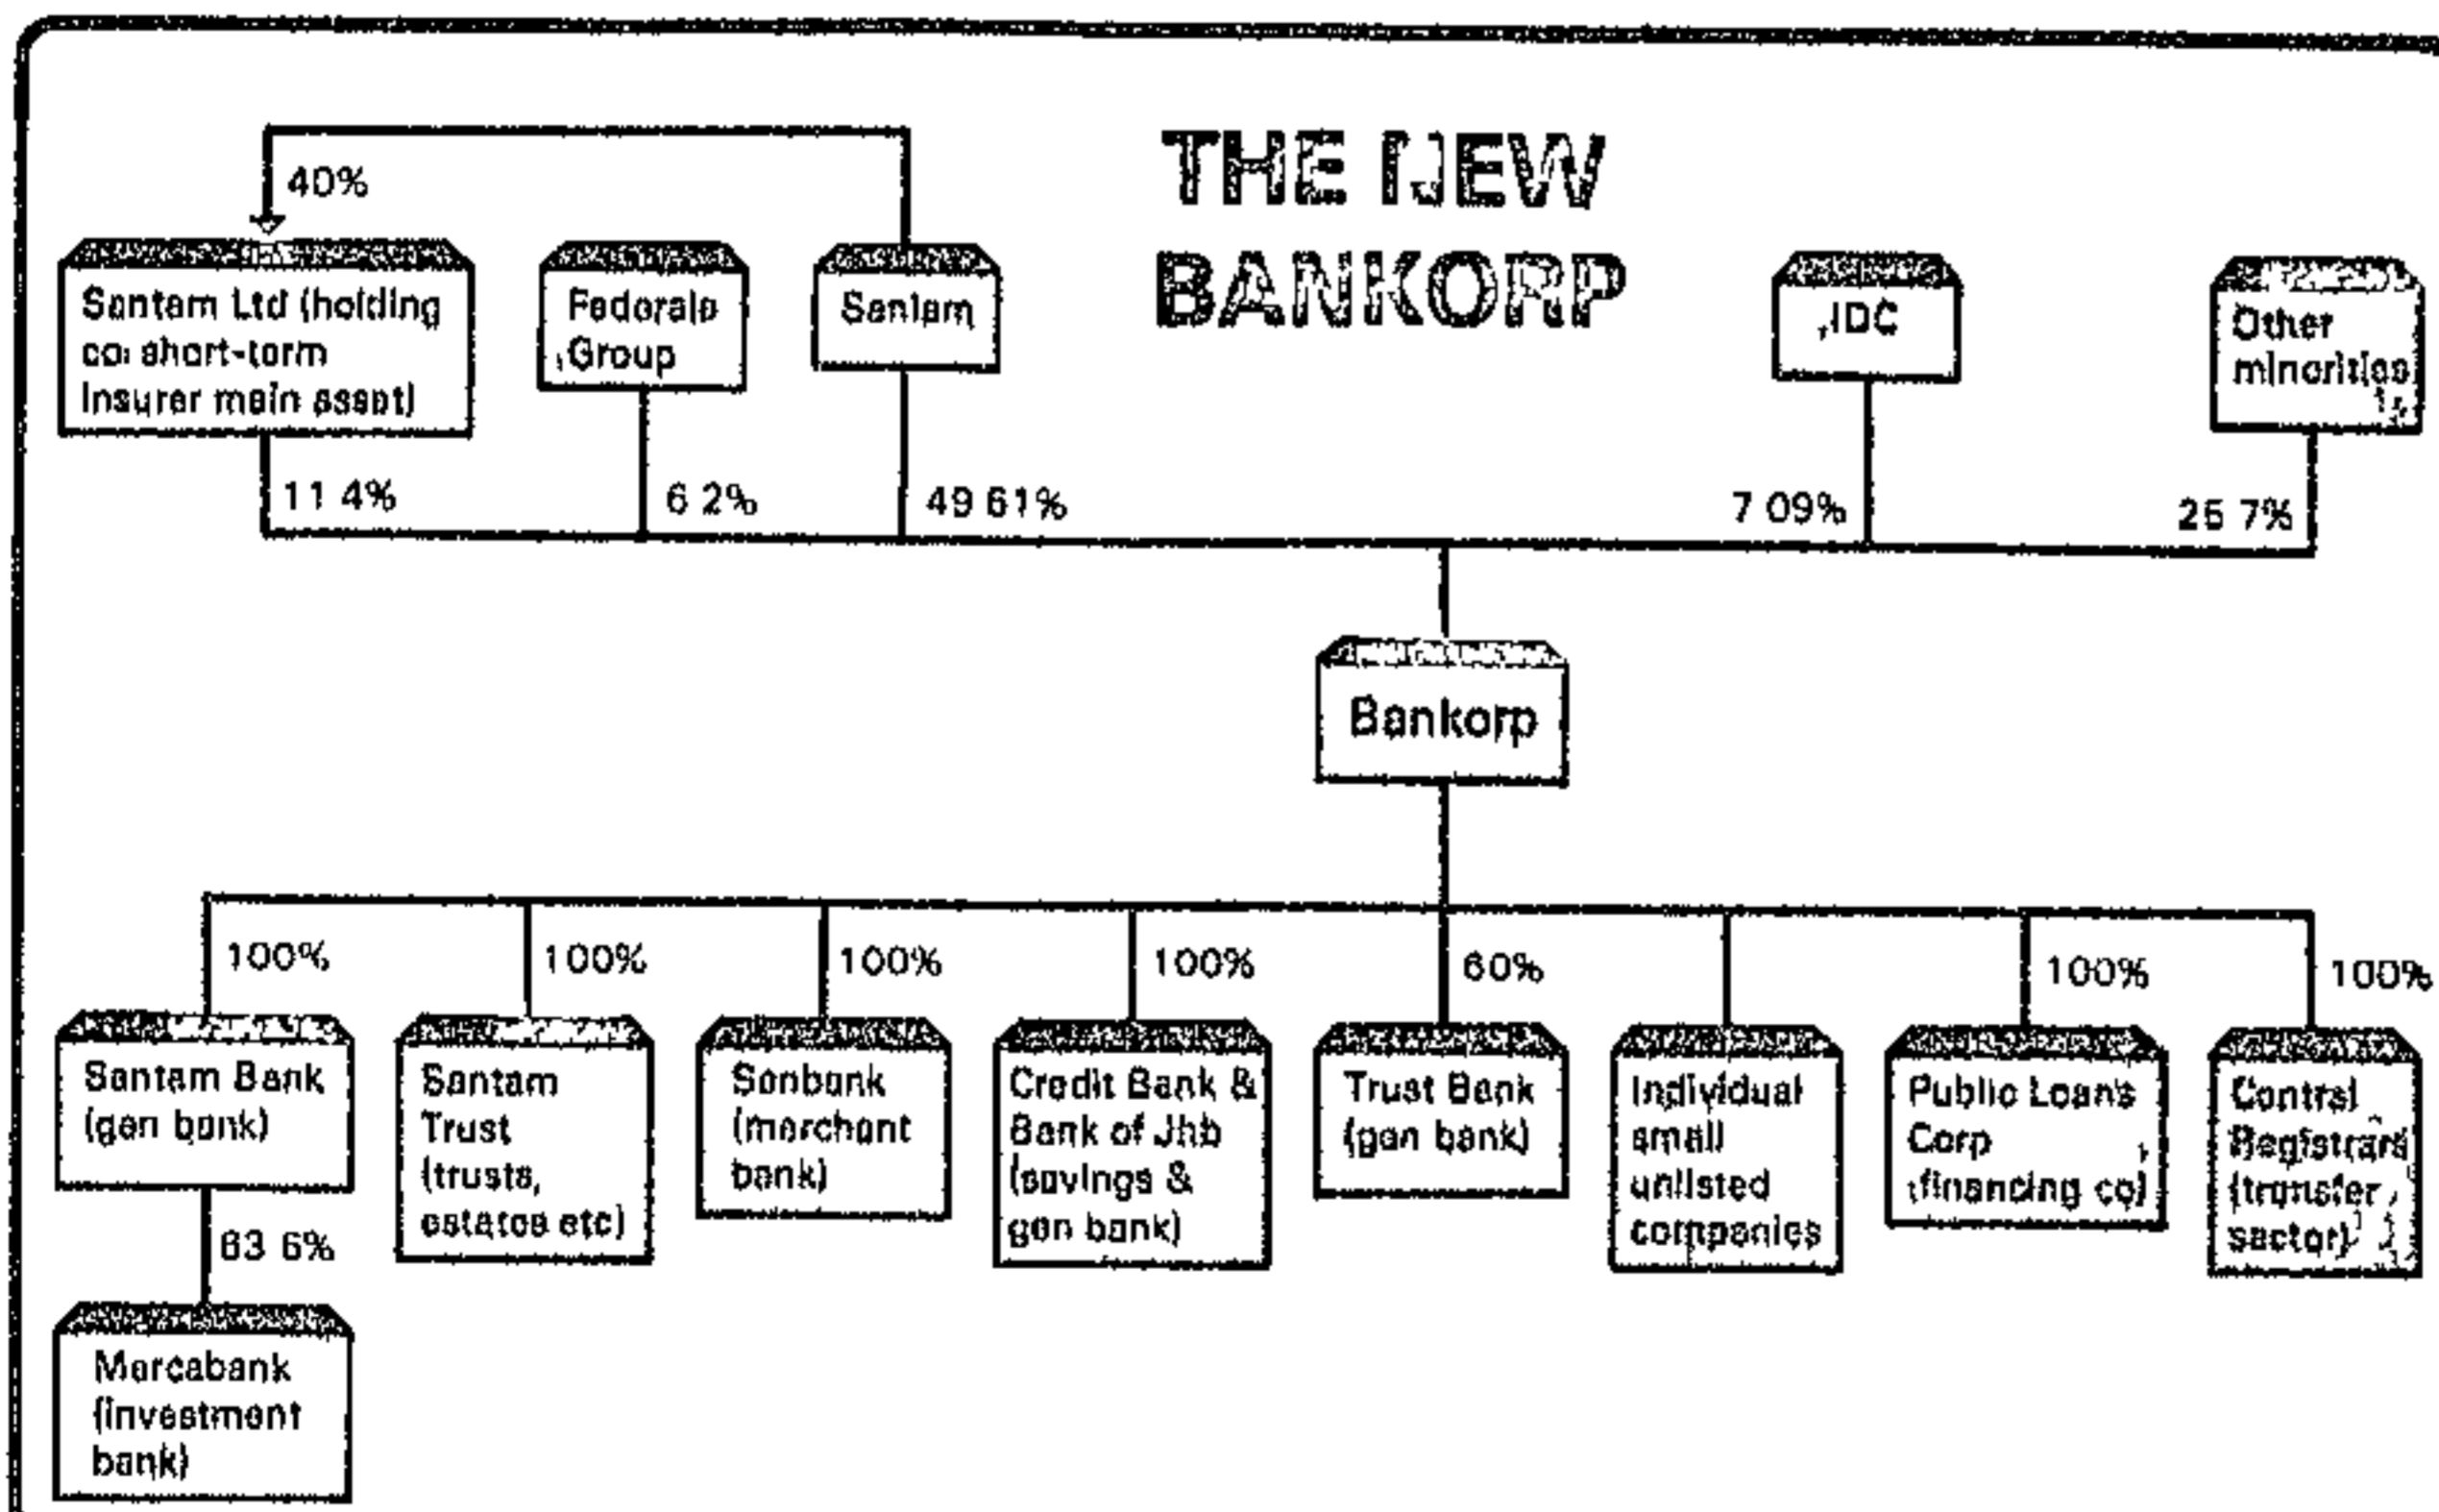 THE NEW
BANKORP
40%
Santam Ltd (holding
co: short-term
insurer main asset)
Federale
Group
Santam
IDC
Other
minorities
11 4%
6 2%
49 61%
7 09%
25 7%
Bankorp
100%
100%
100%
100%
60%
100%
100%
Santam Bank
(gen bank)
Santam
Trust
(trusts,
estates etc)
Senbank
(merchant
bank)
Credit Bank &
Bank of Jhb
(savings &
gen bank)
Trust Bank
(gen bank)
Individual
small
unlisted
companies
Public Loans
Corp
(financing co)
Central
Registrars
(transfer
sector)
63 6%
Mercabank
(investment
bank)